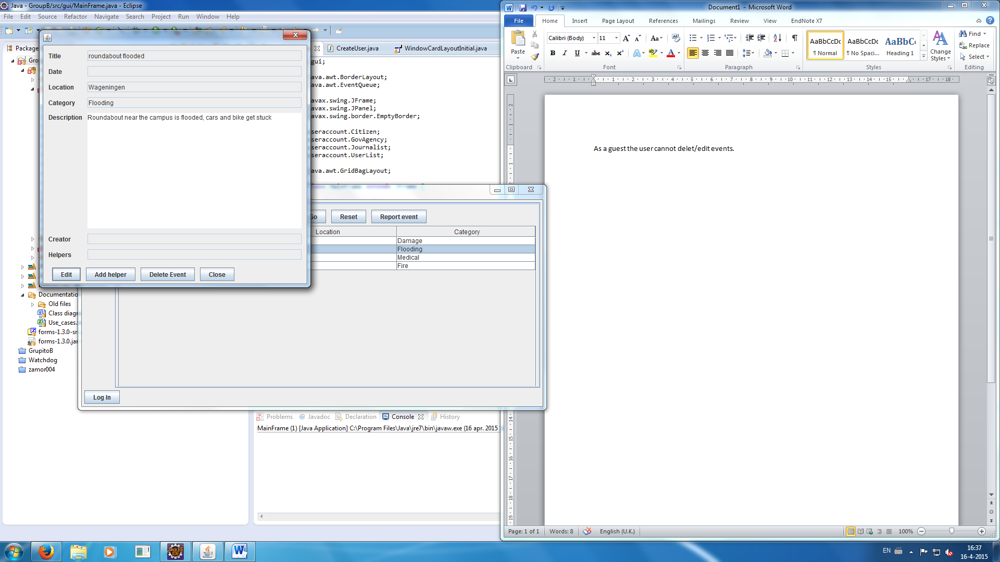 Java - GroupB/src/gui/MainFrame.java - Eclipse
File Edit Source Refactor Navigate Search Project Run Window Help
Package
CreateUser.java
WindowCardLayoutInitial.java
Title roundabout flooded
Date
Location Wageningen
Category Flooding
Description Roundabout near the campus is flooded, cars and bike get stuck
Creator
Helpers
Edit Add helper Delete Event Close
gui;
ava.awt.BorderLayout;
ava.awt.EventQueue;
avax.swing.JFrame;
avax.swing.JPanel;
avax.swing.border.EmptyBorder;
seraccount.Citizen;
seraccount.GovAgency;
seraccount.Journalist;
seraccount.UserList;
ava.awt.GridBagLayout;
Go Reset Report event
Location Category
Damage
Flooding
Medical
Fire
Log In
Gro
Documentatio
Old files
Class diagr
Use_cases.
forms-1.3.0-sr
forms-1.3.0.jar
GrupitoB
Watchdog
zamor004
Problems @ Javadoc Declaration Console History
MainFrame (1) [Java Application] C:\Program Files\Java\jre7\bin\javaw.exe (16 apr. 2015
Document1 - Microsoft Word
File Home Insert Page Layout References Mailings Review View EndNote X7
Paste
Clipboard
Calibri (Body) 11
Font
Paragraph
AaBbCcDc AaBbCcDc AaBbC
¶ Normal ¶ No Spaci... Heading 1
Change Styles
Styles
Find
Replace
Select
Editing
As a guest the user cannot delet/edit events.
Page: 1 of 1 Words: 8 English (U.K.) 100%
Java EE
IDE
EN
16:37
16-4-2015